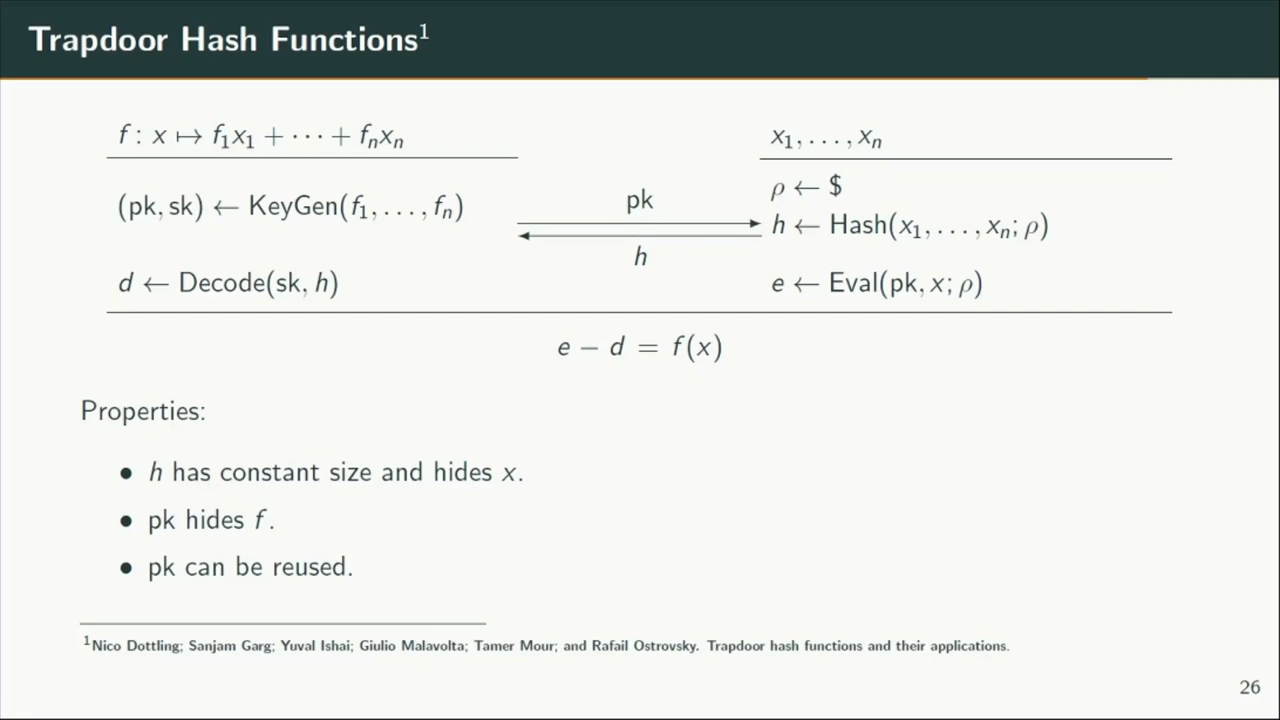 Trapdoor Hash Functions¹
f : x ↦ f₁x₁ + ··· + fₙxₙ
x₁, . . . , xₙ
(pk, sk) ← KeyGen(f₁, . . . , fₙ)
pk
ρ ← $
h ← Hash(x₁, . . . , xₙ; ρ)
h
d ← Decode(sk, h)
e ← Eval(pk, x; ρ)
e − d = f(x)
Properties:
• h has constant size and hides x.
• pk hides f.
• pk can be reused.
¹Nico Dottling; Sanjam Garg; Yuval Ishai; Giulio Malavolta; Tamer Mour; and Rafail Ostrovsky. Trapdoor hash functions and their applications.
26